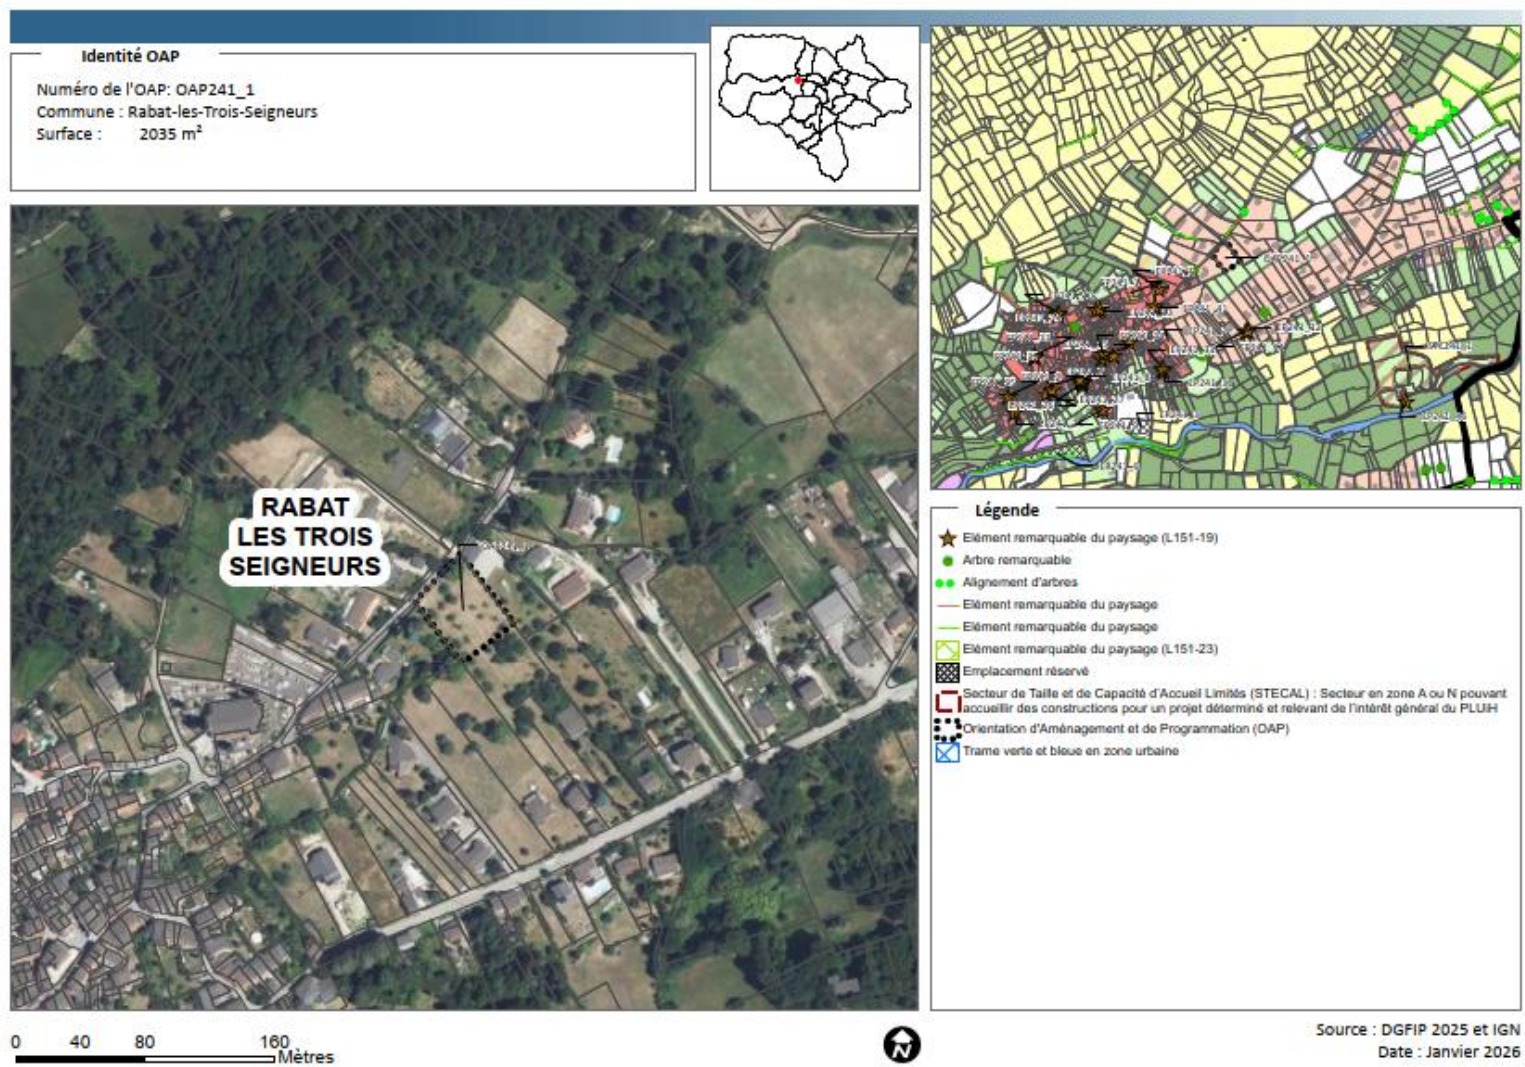 Identité OAP
Numéro de l'OAP: OAP241_1
Commune : Rabat-les-Trois-Seigneurs
Surface : 2035 m²
RABAT
LES TROIS
SEIGNEURS
Légende
Elément remarquable du paysage (L151-19)
Arbre remarquable
Alignement d'arbres
Elément remarquable du paysage
Elément remarquable du paysage
Elément remarquable du paysage (L151-23)
Emplacement réservé
Secteur de Taille et de Capacité d'Accueil Limités (STECAL) : Secteur en zone A ou N pouvant
accueillir des constructions pour un projet déterminé et relevant de l'intérêt général du PLUiH
Orientation d'Aménagement et de Programmation (OAP)
Trame verte et bleue en zone urbaine
0 40 80 160
Mètres
N
Source : DGFIP 2025 et IGN
Date : Janvier 2026